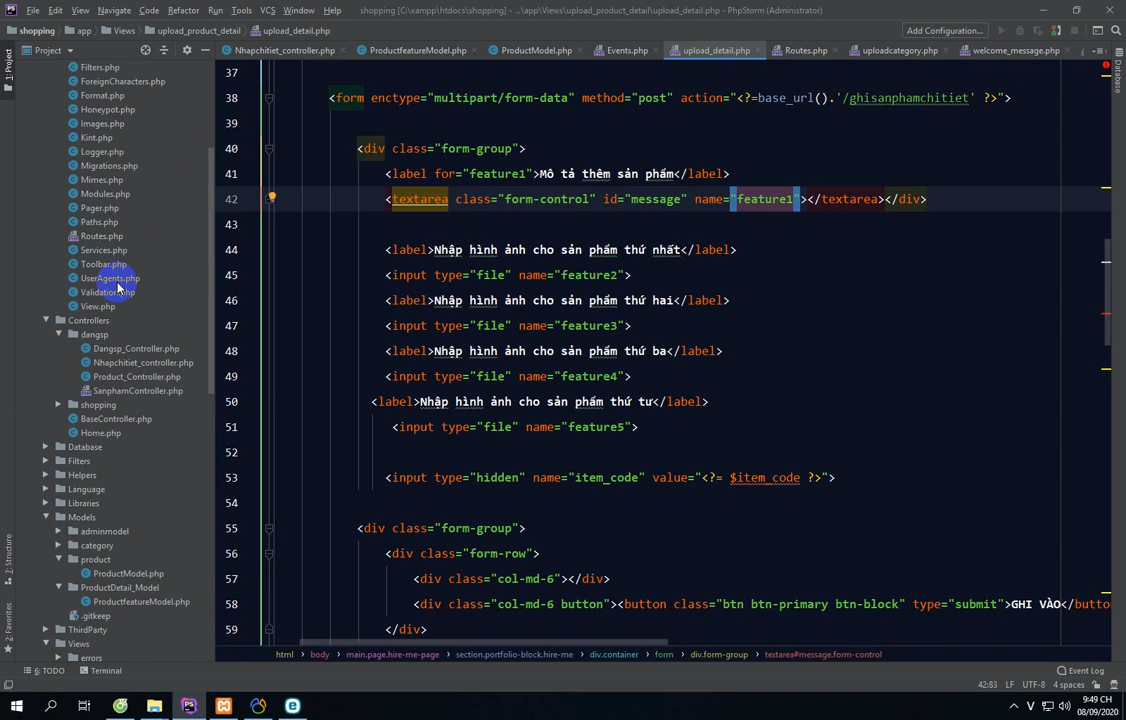 File Edit View Navigate Code Refactor Run Tools VCS Window Help shopping [C:\xampp\htdocs\shopping] - ...\app\Views\upload_product_detail\upload_detail.php - PhpStorm (Administrator)
shopping app Views upload_product_detail upload_detail.php Add Configuration...
Project
Nhapchitiet_controller.php ProductfeatureModel.php ProductModel.php Events.php upload_detail.php Routes.php uploadcategory.php welcome_message.php
1: Project
Database
7: Structure
2: Favorites
Filters.php
ForeignCharacters.php
Format.php
Honeypot.php
Images.php
Kint.php
Logger.php
Migrations.php
Mimes.php
Modules.php
Pager.php
Paths.php
Routes.php
Services.php
Toolbar.php
UserAgents.php
Validation.php
View.php
Controllers
dangsp
Dangsp_Controller.php
Nhapchitiet_controller.php
Product_Controller.php
SanphamController.php
shopping
BaseController.php
Home.php
Database
Filters
Helpers
Language
Libraries
Models
adminmodel
category
product
ProductModel.php
ProductDetail_Model
ProductfeatureModel.php
.gitkeep
ThirdParty
Views
errors
37
38 <form enctype="multipart/form-data" method="post" action="<?=base_url().'/ghisanphamchitiet' ?>">
39
40 <div class="form-group">
41 <label for="feature1">Mô tả thêm sản phẩm</label>
42 <textarea class="form-control" id="message" name="feature1"></textarea></div>
43
44 <label>Nhập hình ảnh cho sản phẩm thứ nhất</label>
45 <input type="file" name="feature2">
46 <label>Nhập hình ảnh cho sản phẩm thứ hai</label>
47 <input type="file" name="feature3">
48 <label>Nhập hình ảnh cho sản phẩm thứ ba</label>
49 <input type="file" name="feature4">
50 <label>Nhập hình ảnh cho sản phẩm thứ tư</label>
51 <input type="file" name="feature5">
52
53 <input type="hidden" name="item_code" value="<?= $item_code ?>">
54
55 <div class="form-group">
56 <div class="form-row">
57 <div class="col-md-6"></div>
58 <div class="col-md-6 button"><button class="btn btn-primary btn-block" type="submit">GHI VÀO</butto
59 </div>
html body main.page.hire-me-page section.portfolio-block.hire-me div.container form div.form-group textarea#message.form-control
6: TODO Terminal Event Log
42:83 LF UTF-8 4 spaces
9:49 CH
08/09/2020